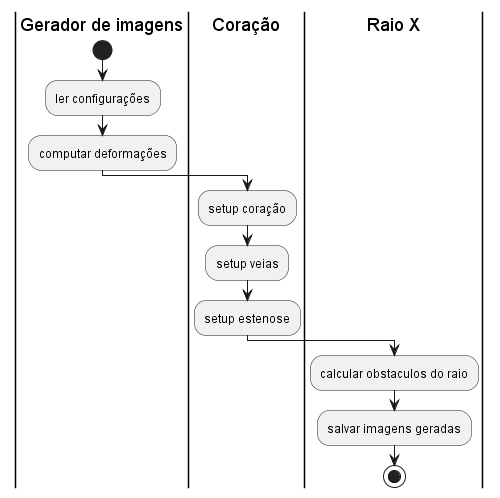 Gerador de imagens
Coração
Raio X
ler configurações
computar deformações
setup coração
setup veias
setup estenose
calcular obstaculos do raio
salvar imagens geradas